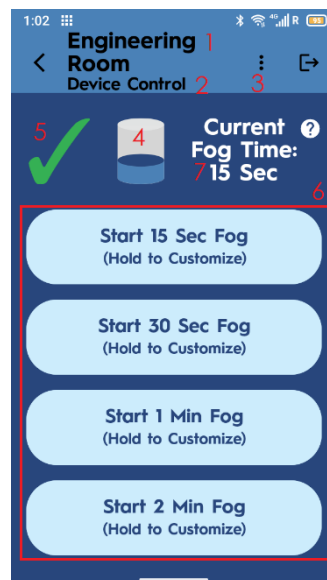 1:02 4G R 95
Engineering 1
< Room
Device Control 2 3
5 4 Current ?
Fog Time:
7 15 Sec
6
Start 15 Sec Fog
(Hold to Customize)
Start 30 Sec Fog
(Hold to Customize)
Start 1 Min Fog
(Hold to Customize)
Start 2 Min Fog
(Hold to Customize)